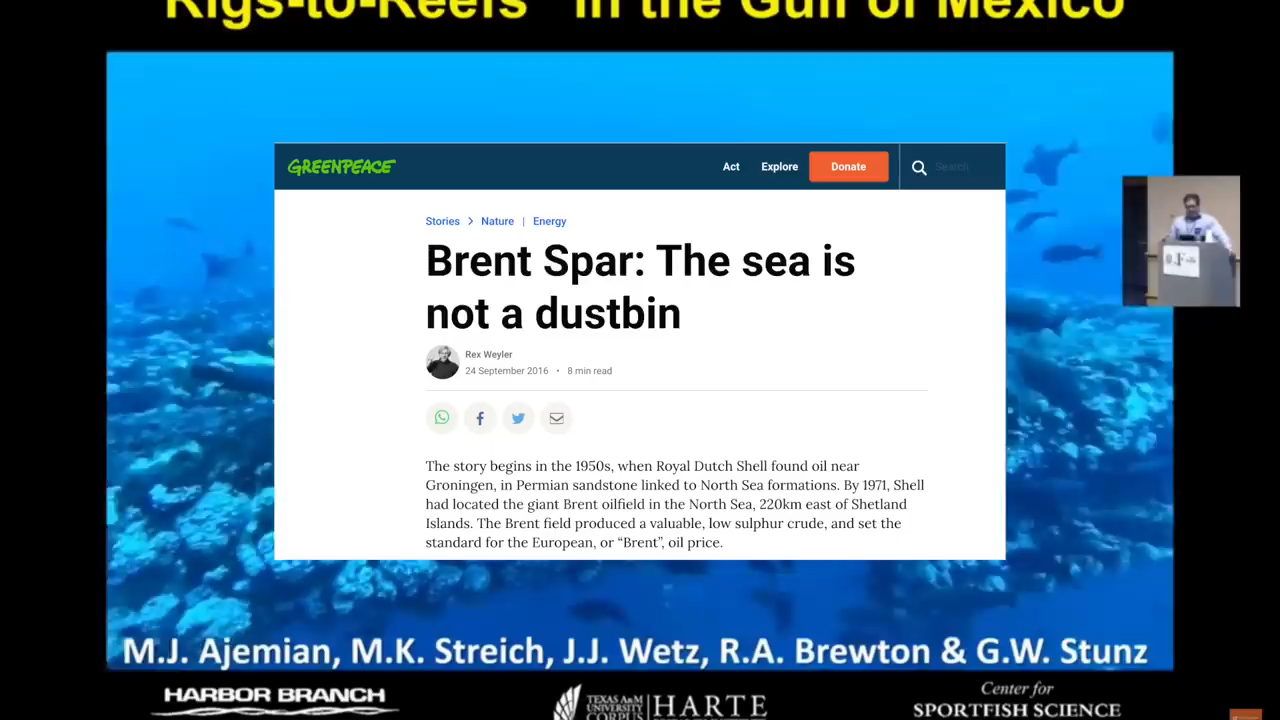 "Rigs-to-Reefs" in the Gulf of Mexico
GREENPEACE
Act
Explore
Donate
Search
Stories > Nature | Energy
Brent Spar: The sea is
not a dustbin
Rex Weyler
24 September 2016 • 8 min read
The story begins in the 1950s, when Royal Dutch Shell found oil near
Groningen, in Permian sandstone linked to North Sea formations. By 1971, Shell
had located the giant Brent oilfield in the North Sea, 220km east of Shetland
Islands. The Brent field produced a valuable, low sulphur crude, and set the
standard for the European, or “Brent”, oil price.
M.J. Ajemian, M.K. Streich, J.J. Wetz, R.A. Brewton & G.W. Stunz
HARBOR BRANCH
TEXAS A&M
UNIVERSITY
CORPUS
HARTE
Center for
SPORTFISH SCIENCE